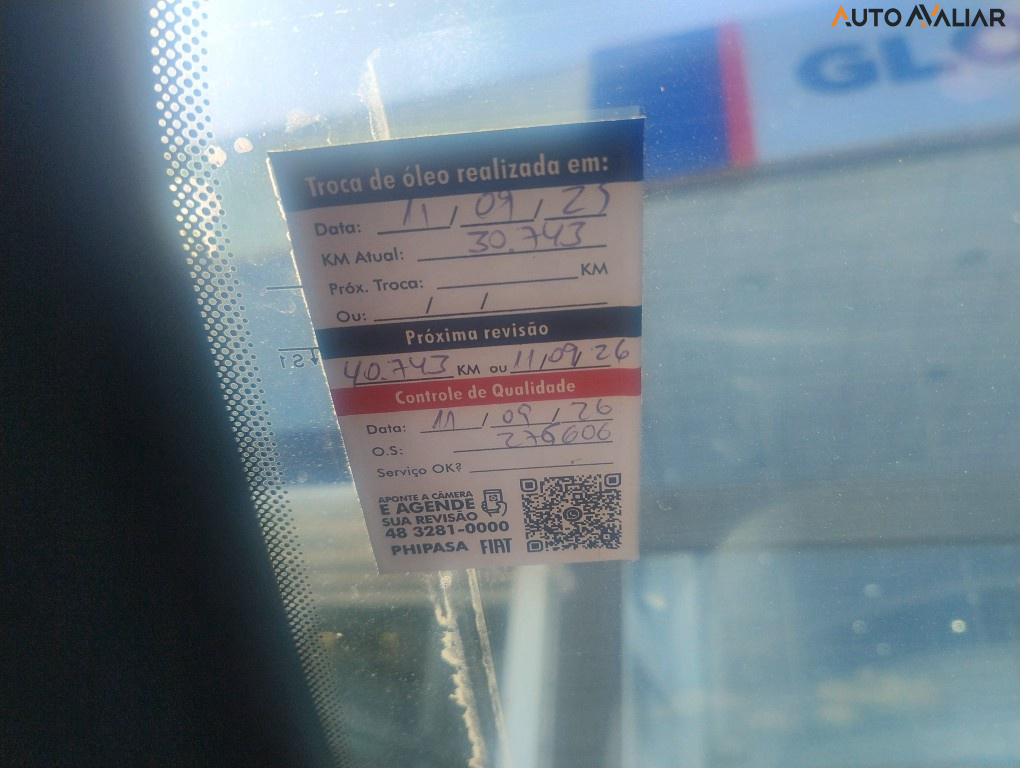 AUTO AVALIAR
GLO
Troca de óleo realizada em:
Data: 11 / 09 / 25
KM Atual: 30.743
Próx. Troca: KM
Ou: / /
Próxima revisão
40.743 KM ou 11/09/26
Controle de Qualidade
Data: 11 / 09 / 26
O.S: 276606
Serviço OK?
APONTE A CÂMERA
E AGENDE
SUA REVISÃO
48 3281-0000
PHIPASA FIAT